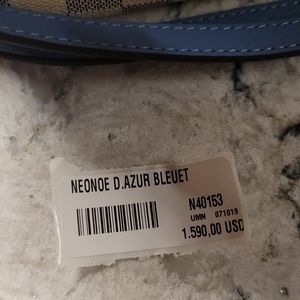 NEONOE D.AZUR BLEUET
N40153
UMN 071019
1.590,00 USD